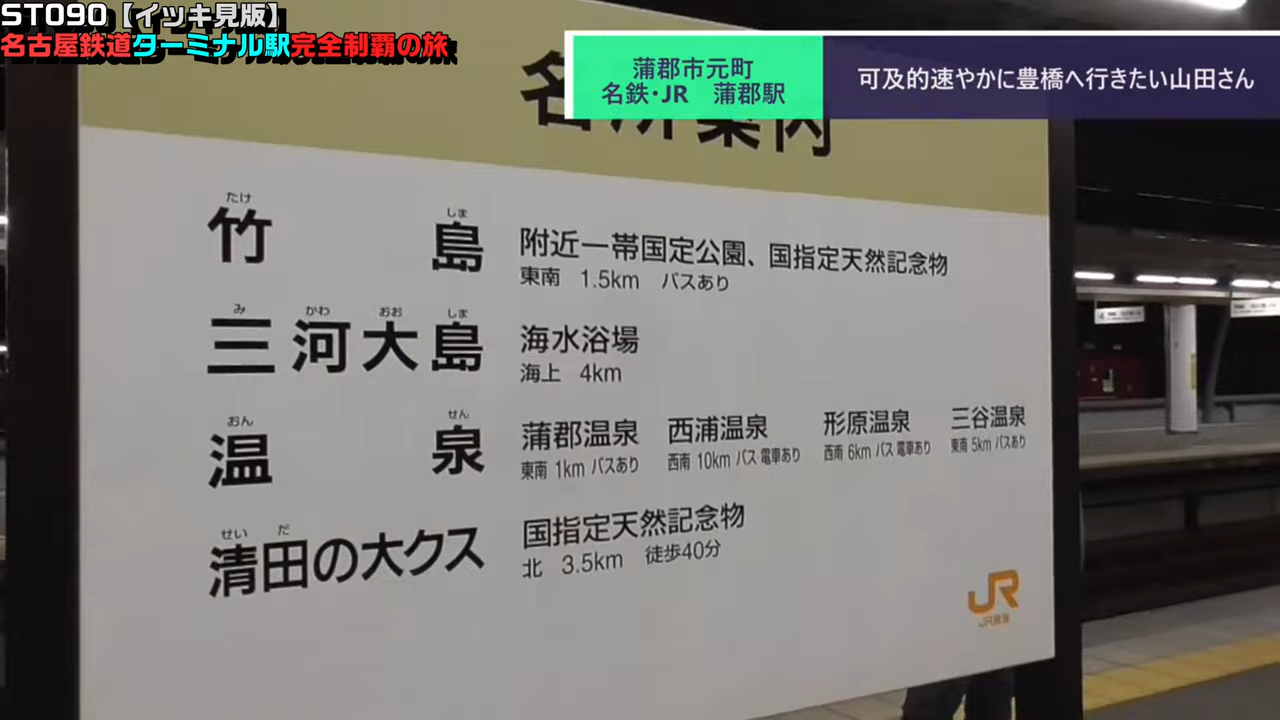 ST090【イッキ見版】
名古屋鉄道ターミナル駅完全制覇の旅
蒲郡市元町
名鉄・JR 蒲郡駅
可及的速やかに豊橋へ行きたい山田さん
名所案内
たけ しま
竹島 附近一帯国定公園、国指定天然記念物
東南 1.5km バスあり
み かわ おお しま
三河大島 海水浴場
海上 4km
おん せん
温泉 蒲郡温泉 西浦温泉 形原温泉 三谷温泉
東南 1km バスあり 西南 10km バス・電車あり 西南 6km バス・電車あり 東南 5km バスあり
せい だ
清田の大クス 国指定天然記念物
北 3.5km 徒歩40分
JR
JR東海